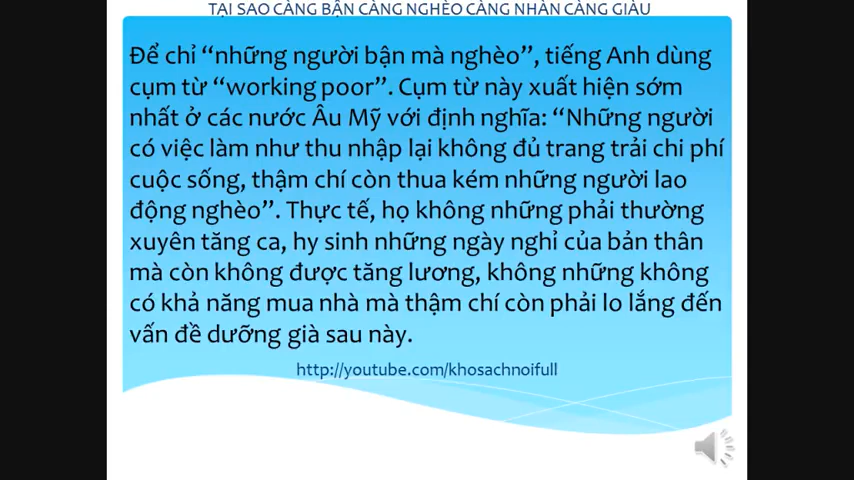 TẠI SAO CÀNG BẬN CÀNG NGHÈO CÀNG NHÀN CÀNG GIÀU
Để chỉ “những người bận mà nghèo”, tiếng Anh dùng
cụm từ “working poor”. Cụm từ này xuất hiện sớm
nhất ở các nước Âu Mỹ với định nghĩa: “Những người
có việc làm như thu nhập lại không đủ trang trải chi phí
cuộc sống, thậm chí còn thua kém những người lao
động nghèo”. Thực tế, họ không những phải thường
xuyên tăng ca, hy sinh những ngày nghỉ của bản thân
mà còn không được tăng lương, không những không
có khả năng mua nhà mà thậm chí còn phải lo lắng đến
vấn đề dưỡng già sau này.
http://youtube.com/khosachnoifull